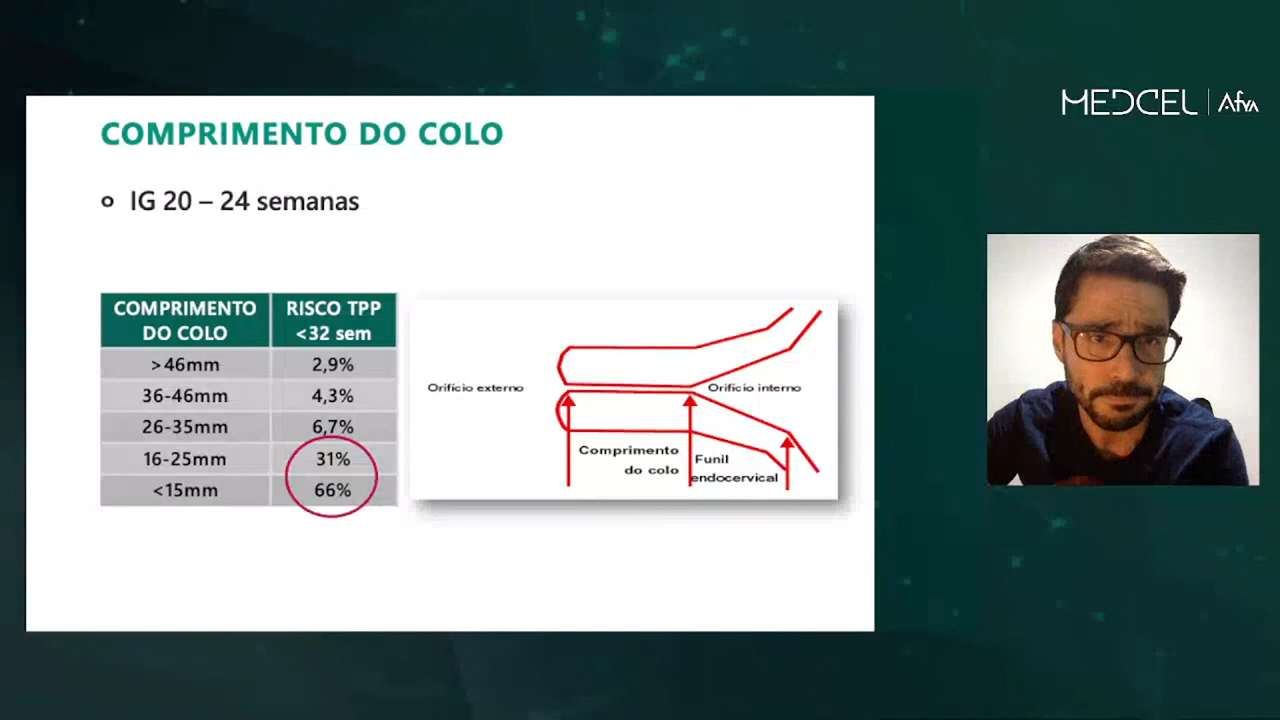 COMPRIMENTO DO COLO
IG 20 – 24 semanas
COMPRIMENTO DO COLO RISCO TPP <32 sem
>46mm 2,9%
36-46mm 4,3%
26-35mm 6,7%
16-25mm 31%
<15mm 66%
Orifício externo
Orifício interno
Comprimento
do colo
Funil
endocervical
MEDCEL Afya